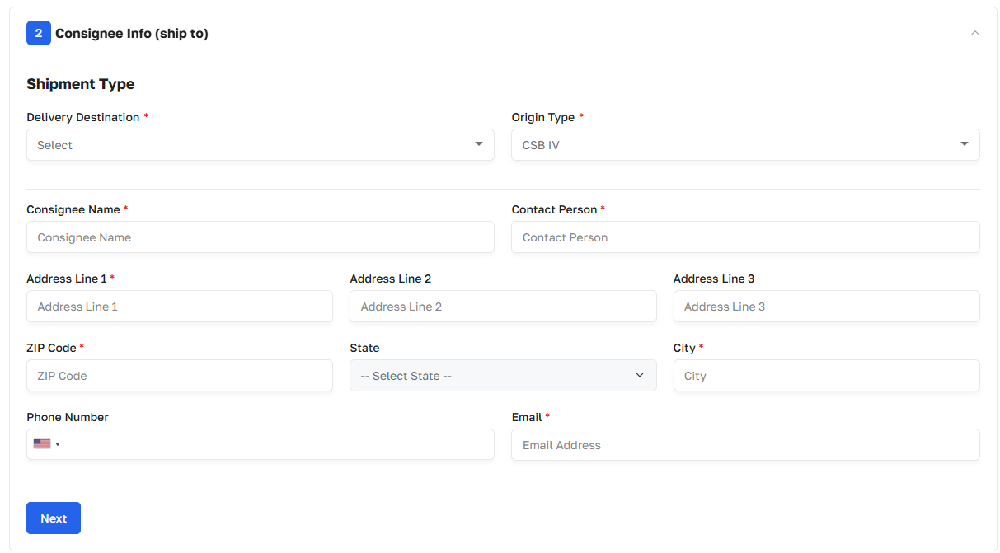 2 Consignee Info (ship to)
Shipment Type
Delivery Destination * Origin Type *
Select CSB IV
Consignee Name * Contact Person *
Consignee Name Contact Person
Address Line 1 * Address Line 2 Address Line 3
Address Line 1 Address Line 2 Address Line 3
ZIP Code * State City *
ZIP Code -- Select State -- City
Phone Number Email *
Email Address
Next